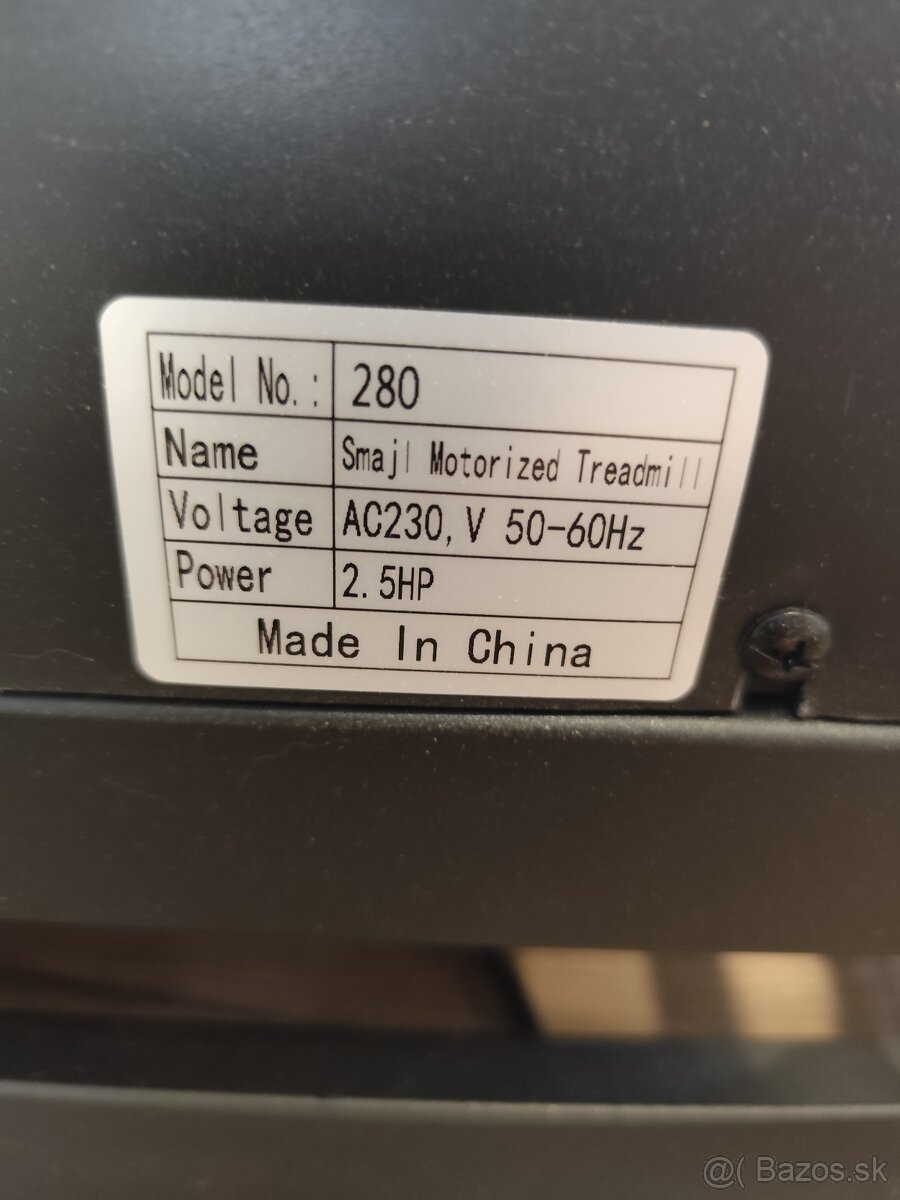 Model No.: 280
Name Smajl Motorized Treadmill
Voltage AC230,V 50-60Hz
Power 2.5HP
Made In China
@( Bazos.sk